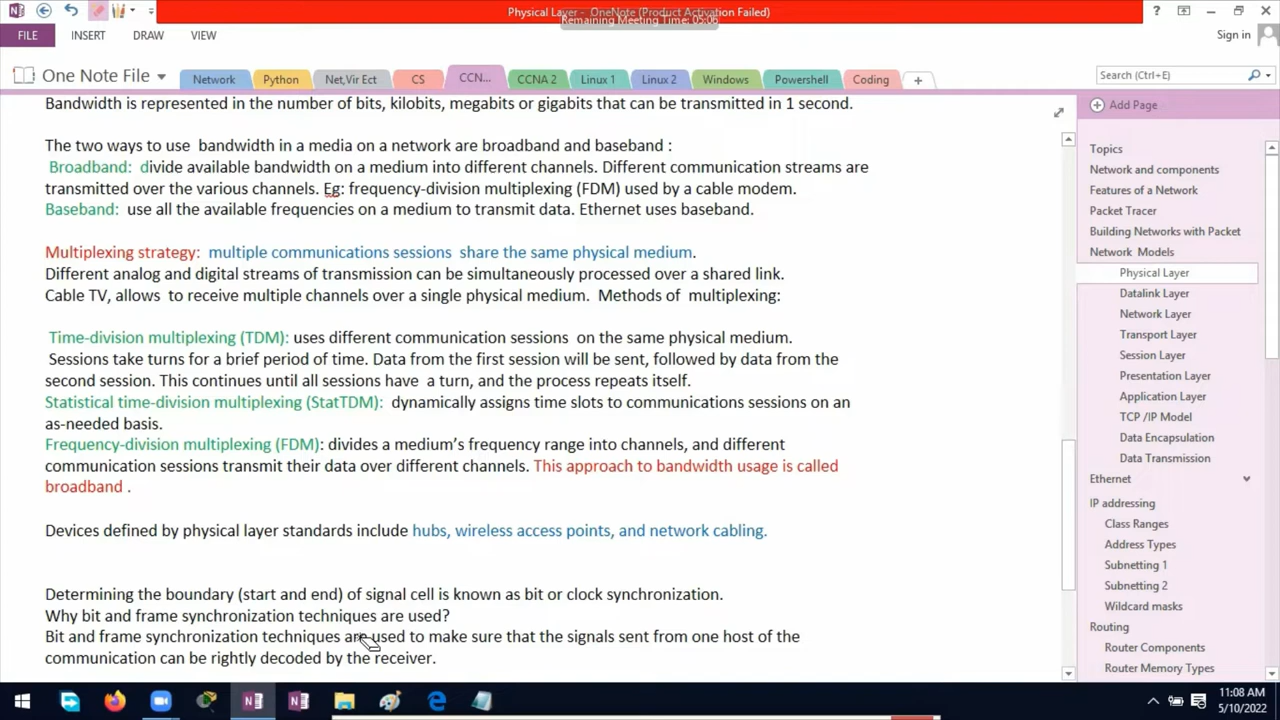 Physical Layer - OneNote (Product Activation Failed)
Remaining Meeting Time: 05:06
FILE INSERT DRAW VIEW
Sign in
One Note File
Network Python Net,Vir Ect CS CCN... CCNA 2 Linux 1 Linux 2 Windows Powershell Coding
Search (Ctrl+E)
Bandwidth is represented in the number of bits, kilobits, megabits or gigabits that can be transmitted in 1 second.
The two ways to use bandwidth in a media on a network are broadband and baseband :
Broadband: divide available bandwidth on a medium into different channels. Different communication streams are
transmitted over the various channels. Eg: frequency-division multiplexing (FDM) used by a cable modem.
Baseband: use all the available frequencies on a medium to transmit data. Ethernet uses baseband.
Multiplexing strategy: multiple communications sessions share the same physical medium.
Different analog and digital streams of transmission can be simultaneously processed over a shared link.
Cable TV, allows to receive multiple channels over a single physical medium. Methods of multiplexing:
Time-division multiplexing (TDM): uses different communication sessions on the same physical medium.
Sessions take turns for a brief period of time. Data from the first session will be sent, followed by data from the
second session. This continues until all sessions have a turn, and the process repeats itself.
Statistical time-division multiplexing (StatTDM): dynamically assigns time slots to communications sessions on an
as-needed basis.
Frequency-division multiplexing (FDM): divides a medium's frequency range into channels, and different
communication sessions transmit their data over different channels. This approach to bandwidth usage is called
broadband .
Devices defined by physical layer standards include hubs, wireless access points, and network cabling.
Determining the boundary (start and end) of signal cell is known as bit or clock synchronization.
Why bit and frame synchronization techniques are used?
Bit and frame synchronization techniques are used to make sure that the signals sent from one host of the
communication can be rightly decoded by the receiver.
Add Page
Topics
Network and components
Features of a Network
Packet Tracer
Building Networks with Packet
Network Models
Physical Layer
Datalink Layer
Network Layer
Transport Layer
Session Layer
Presentation Layer
Application Layer
TCP /IP Model
Data Encapsulation
Data Transmission
Ethernet
IP addressing
Class Ranges
Address Types
Subnetting 1
Subnetting 2
Wildcard masks
Routing
Router Components
Router Memory Types
11:08 AM
5/10/2022